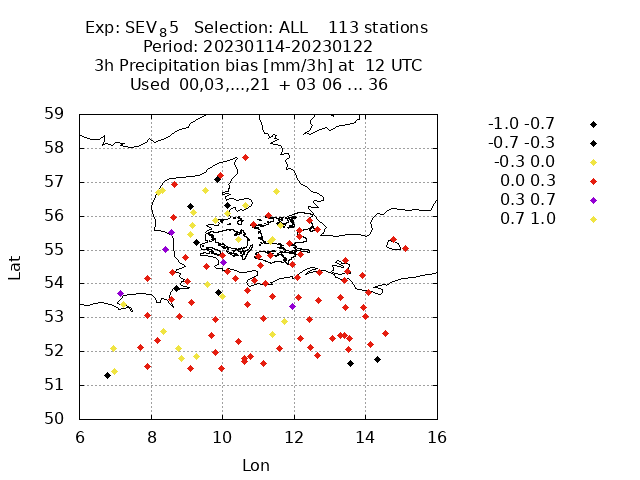 Exp: SEV8 5 Selection: ALL 113 stations
Period: 20230114-20230122
3h Precipitation bias [mm/3h] at 12 UTC
Used 00,03,...,21 + 03 06 ... 36
-1.0 -0.7
-0.7 -0.3
-0.3 0.0
0.0 0.3
0.3 0.7
0.7 1.0
59
58
57
56
55
54
53
52
51
50
Lat
6 8 10 12 14 16
Lon